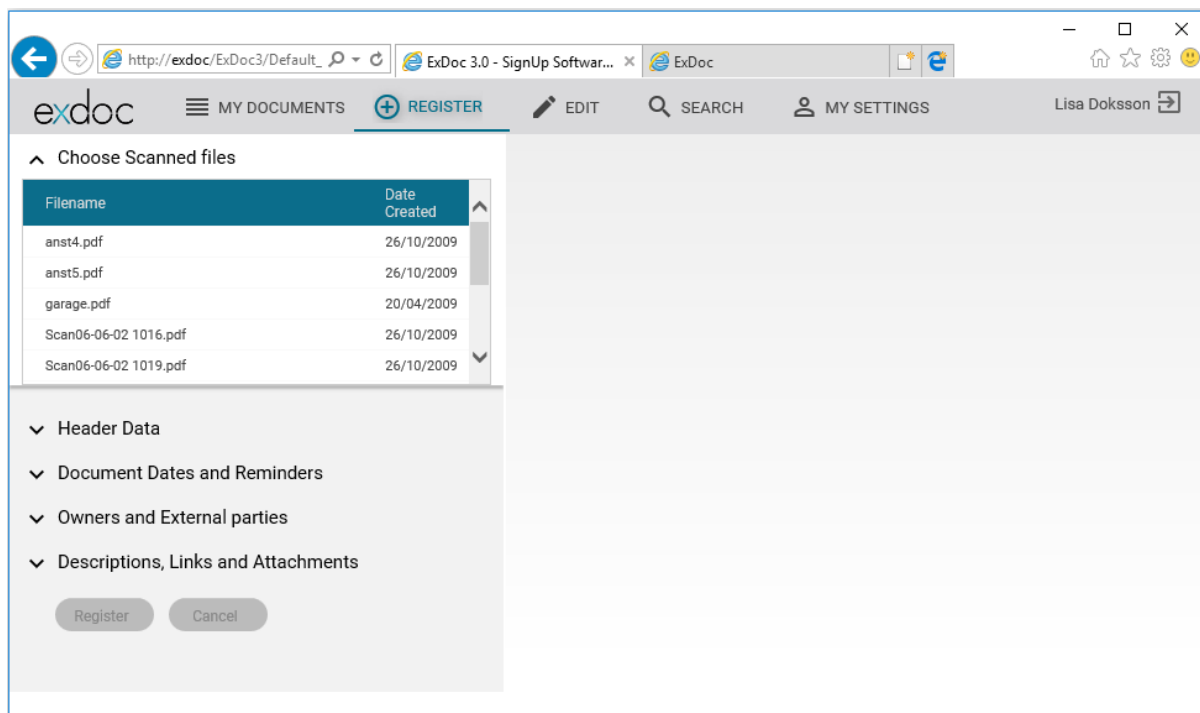 http://exdoc/ExDoc3/Default_
ExDoc 3.0 - SignUp Softwar...
ExDoc
exdoc
MY DOCUMENTS
REGISTER
EDIT
SEARCH
MY SETTINGS
Lisa Doksson
Choose Scanned files
Filename Date Created
anst4.pdf 26/10/2009
anst5.pdf 26/10/2009
garage.pdf 20/04/2009
Scan06-06-02 1016.pdf 26/10/2009
Scan06-06-02 1019.pdf 26/10/2009
Header Data
Document Dates and Reminders
Owners and External parties
Descriptions, Links and Attachments
Register Cancel